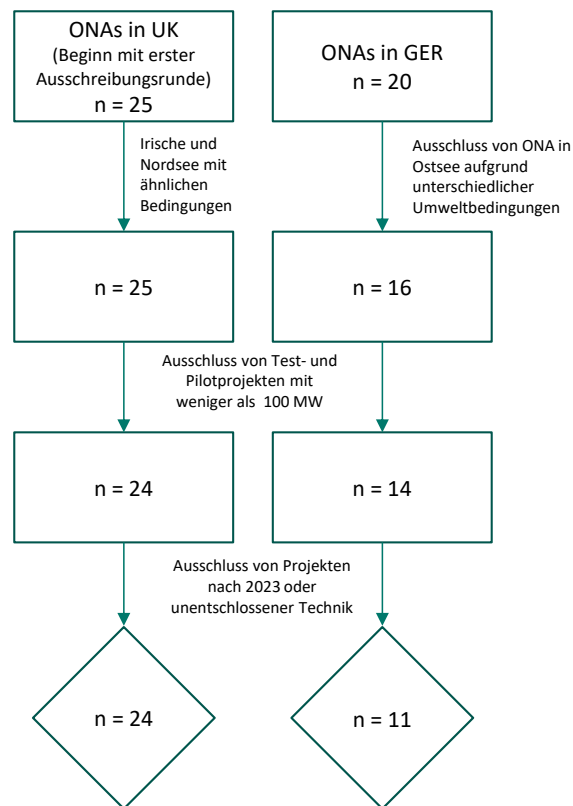 ONAs in UK
(Beginn mit erster
Ausschreibungsrunde)
n = 25
ONAs in GER
n = 20
Irische und
Nordsee mit
ähnlichen
Bedingungen
Ausschluss von ONA in
Ostsee aufgrund
unterschiedlicher
Umweltbedingungen
n = 25
n = 16
Ausschluss von Test- und
Pilotprojekten mit
weniger als 100 MW
n = 24
n = 14
Ausschluss von Projekten
nach 2023 oder
unentschlossener Technik
n = 24
n = 11